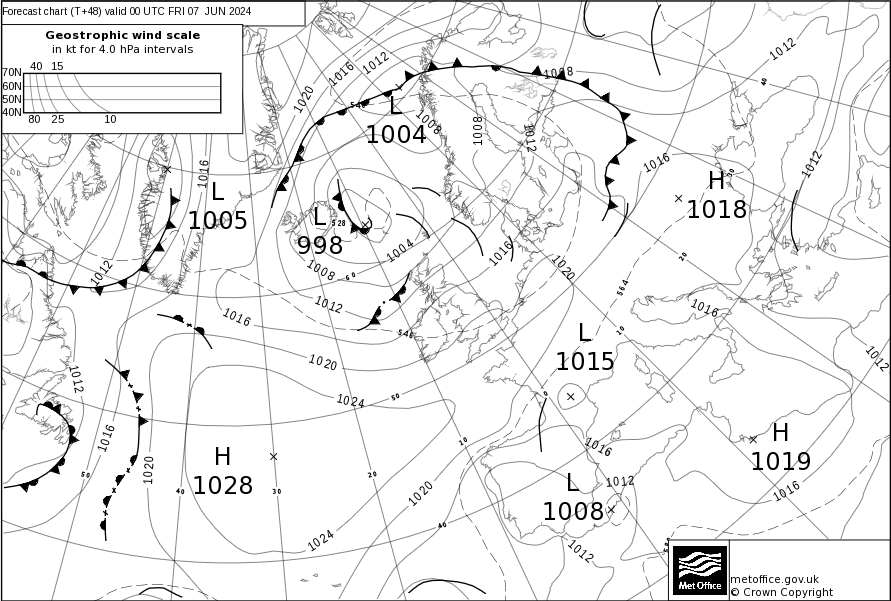 Forecast chart (T+48) valid 00 UTC FRI 07 JUN 2024
Geostrophic wind scale
in kt for 4.0 hPa intervals
40 15
70N
60N
50N
40N
80 25 10
1016
1012
1020
1008
1012
40
L
1004
1008
1008
1012
1016
H
1018
30
1012
1016
L
1005
L
998
528
1004
1016
20
1020
564
1012
1008
60
1012
1016
1016
546
10
L
1015
1020
1012
1012
1024
50
0
1016
1020
H
1028
10
1016
H
1019
50
40
30
20
1020
L
1008
1012
1016
40
1024
1012
Met Office
metoffice.gov.uk
© Crown Copyright